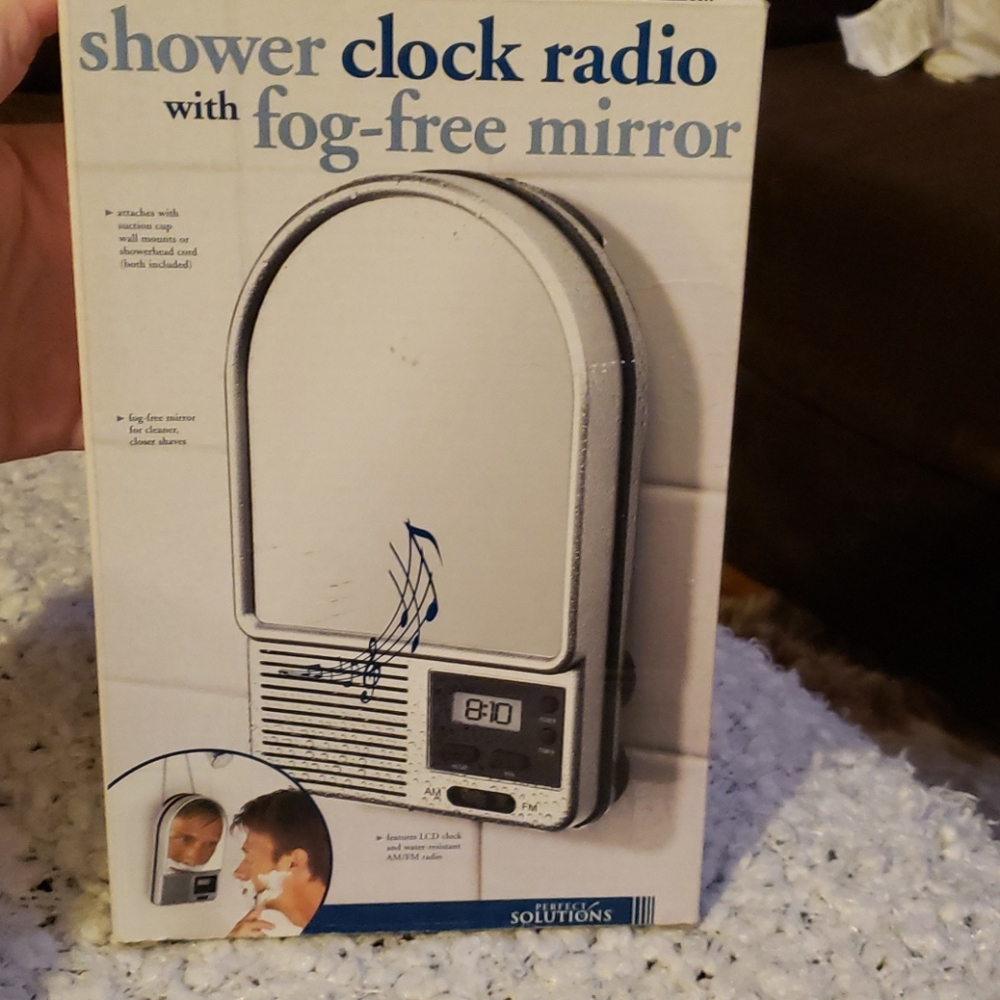 shower clock radio
with fog-free mirror
▸ attaches with
suction cup
wall mounts or
showerhead cord
(both included)
▸ fog-free mirror
for cleaner,
closer shaves
8:10
AM
FM
▸ features LCD clock
and water-resistant
AM/FM radio
PERFECT
SOLUTIONS